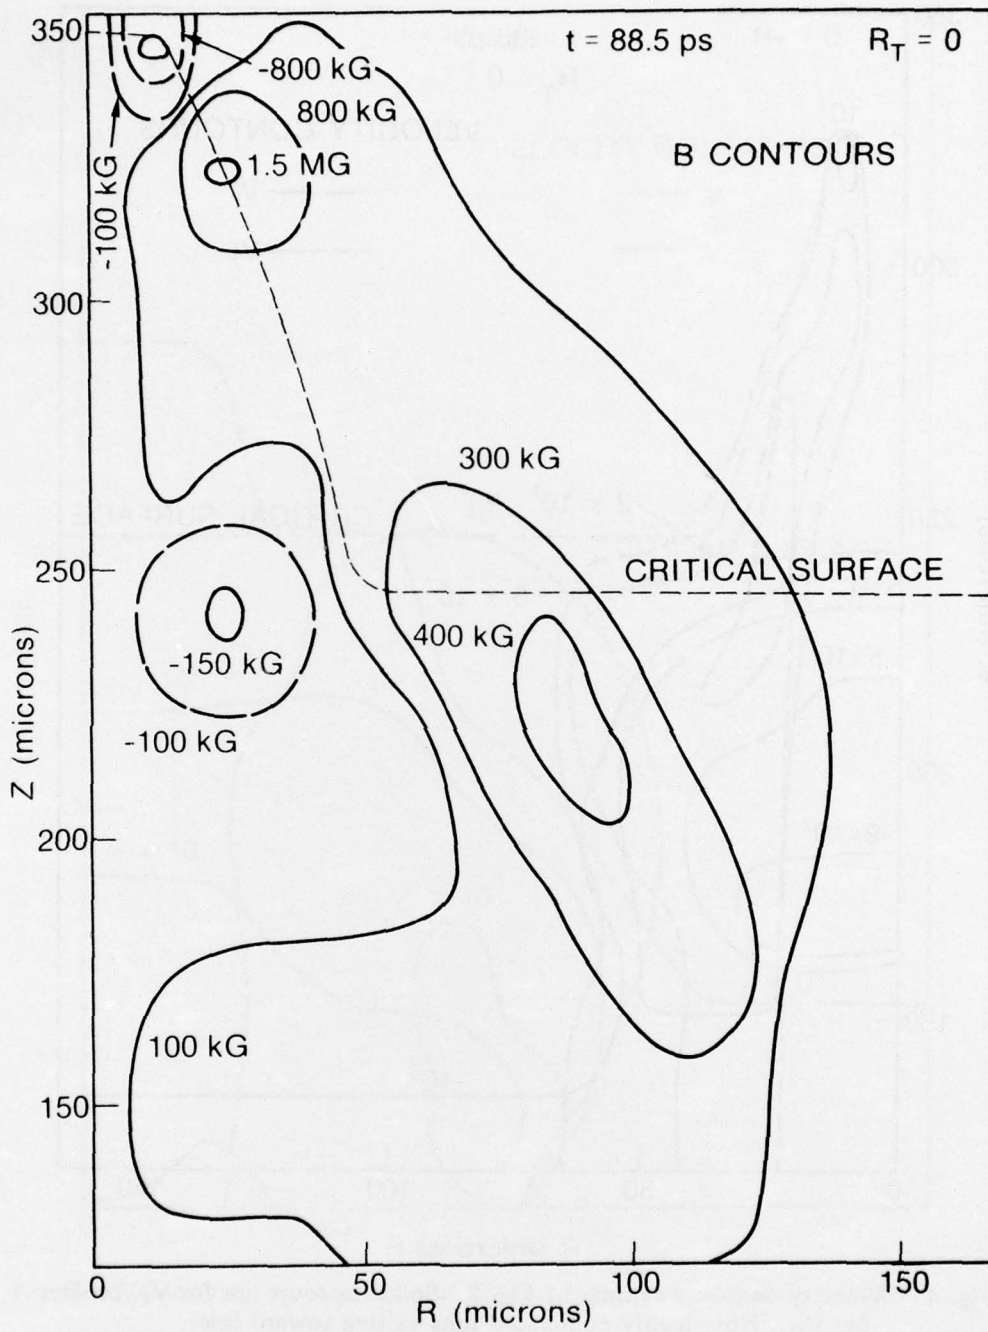 t = 88.5 ps
R_T = 0
B CONTOURS
350
-800 kG
800 kG
1.5 MG
-100 kG
300
300 kG
250
CRITICAL SURFACE
400 kG
-150 kG
-100 kG
Z (microns)
200
100 kG
150
0
50
100
150
R (microns)